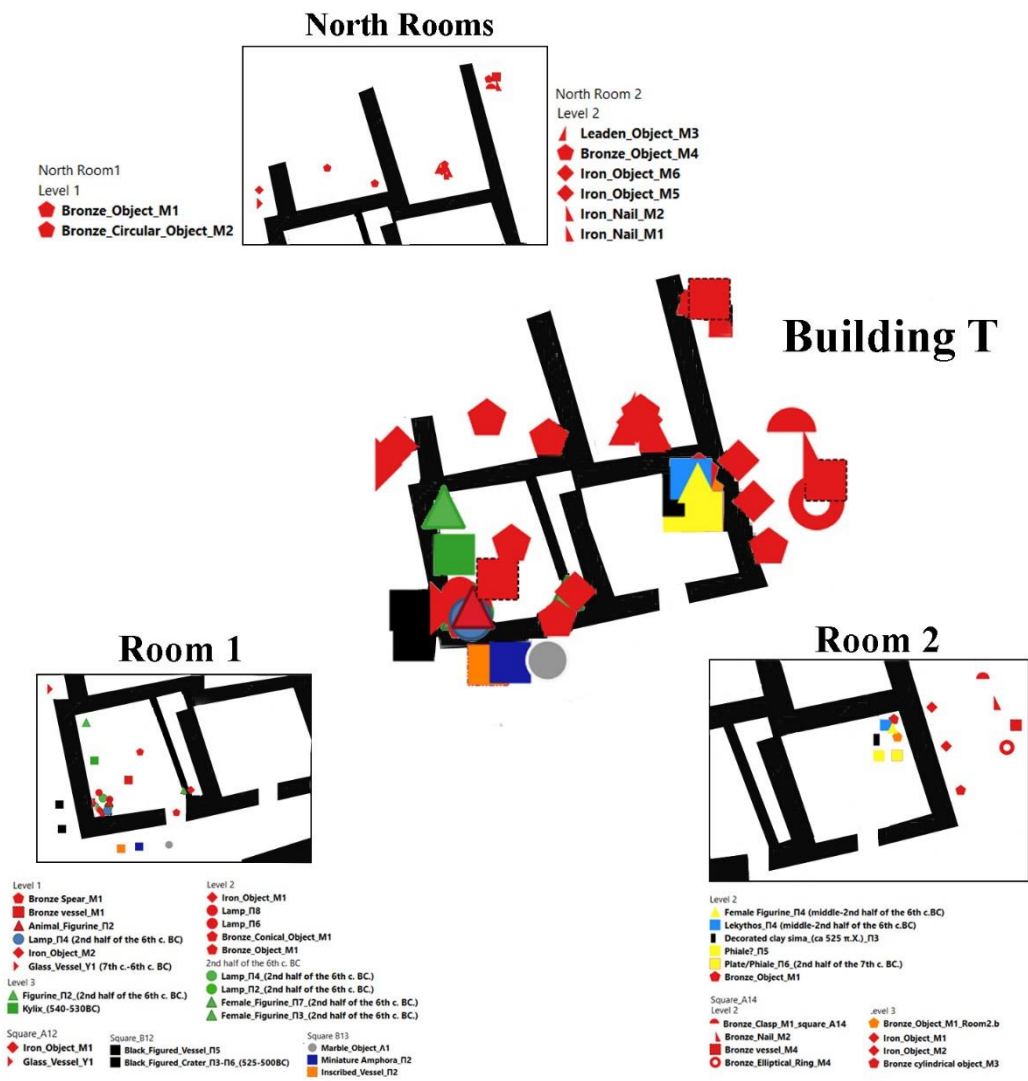 North Rooms
North Room1
Level 1
Bronze_Object_M1
Bronze_Circular_Object_M2
North Room 2
Level 2
Leaden_Object_M3
Bronze_Object_M4
Iron_Object_M6
Iron_Object_M5
Iron_Nail_M2
Iron_Nail_M1
Building T
Room 1
Level 1
Bronze Spear_M1
Bronze vessel_M1
Animal_Figurine_Π2
Lamp_Π4 (2nd half of the 6th c. BC)
Iron_Object_M2
Glass_Vessel_Y1 (7th c.-6th c. BC)
Level 3
Figurine_Π2_(2nd half of the 6th c. BC.)
Kylix_(540-530BC)
Level 2
Iron_Object_M1
Lamp_Π8
Lamp_Π6
Bronze_Conical_Object_M1
Bronze_Object_M1
2nd half of the 6th c. BC
Lamp_Π4_(2nd half of the 6th c. BC.)
Lamp_Π2_(2nd half of the 6th c. BC.)
Female_Figurine_Π7_(2nd half of the 6th c. BC.)
Female_Figurine_Π3_(2nd half of the 6th c. BC.)
Square_A12
Iron_Object_M1
Glass_Vessel_Y1
Square_B12
Black_Figured_Vessel_Π5
Black_Figured_Crater_Π3-Π6_(525-500BC)
Square B13
Marble_Object_A1
Miniature Amphora_Π2
Inscribed_Vessel_Π2
Room 2
Level 2
Female Figurine_Π4 (middle-2nd half of the 6th c.BC)
Lekythos_Π4 (middle-2nd half of the 6th c.BC)
Decorated clay sima_(ca 525 π.Χ.)_Π3
Phiale?_Π5
Plate/Phiale_Π6_(2nd half of the 7th c. BC.)
Bronze_Object_M1
Square_A14
Level 2
Bronze_Clasp_M1_square_A14
Bronze_Nail_M2
Bronze vessel_M4
Bronze_Elliptical_Ring_M4
Level 3
Bronze_Object_M1_Room2.b
Iron_Object_M1
Iron_Object_M2
Bronze cylindrical object_M3